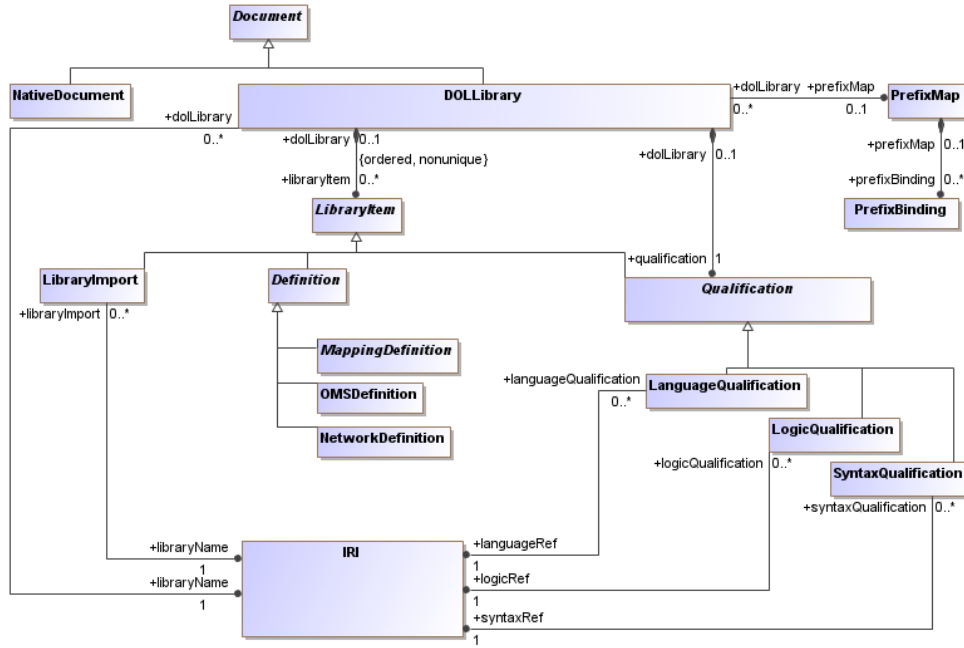 Document
NativeDocument
DOLLibrary
+dolLibrary
+prefixMap
0..*
0..1
PrefixMap
+dolLibrary
0..*
+dolLibrary
0..1
{ordered, nonunique}
+libraryItem
0..*
+dolLibrary
0..1
+prefixMap
0..1
+prefixBinding
0..*
PrefixBinding
LibraryItem
+qualification
1
LibraryImport
+libraryImport
0..*
Definition
Qualification
MappingDefinition
OMSDefinition
NetworkDefinition
+languageQualification
0..*
LanguageQualification
LogicQualification
+logicQualification
0..*
SyntaxQualification
+syntaxQualification
0..*
IRI
+libraryName
1
+libraryName
1
+languageRef
1
+logicRef
1
+syntaxRef
1